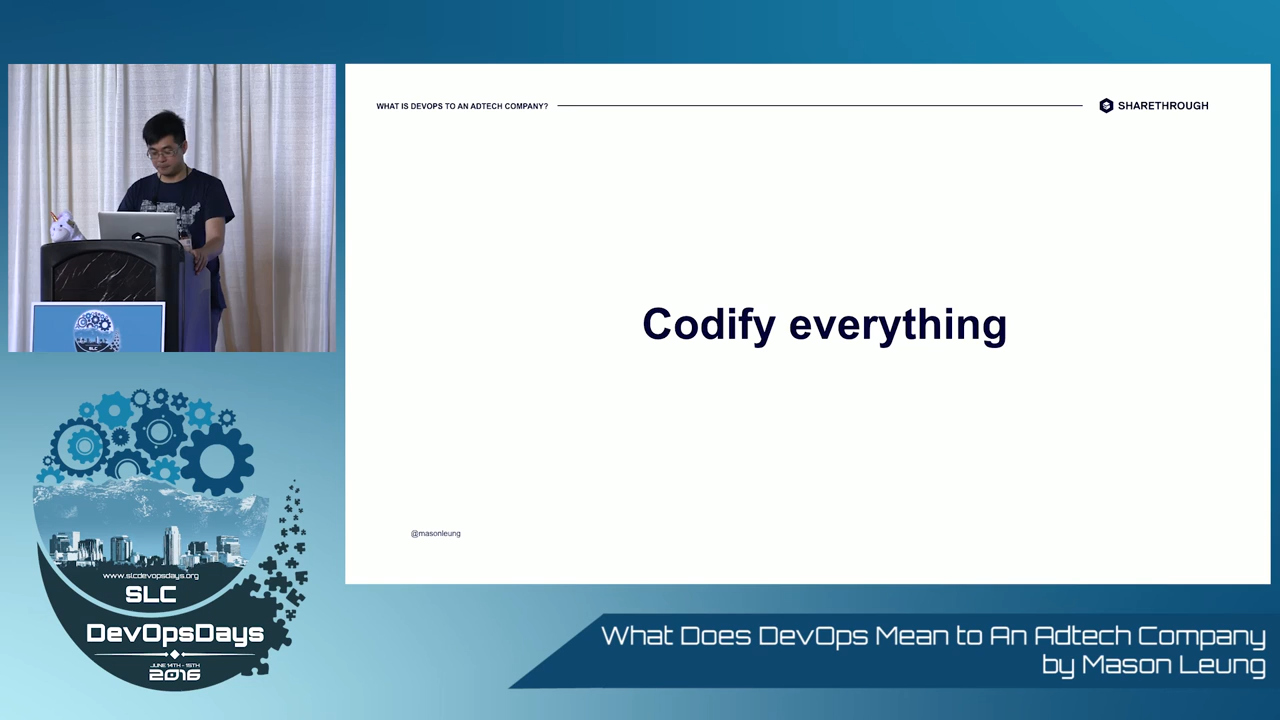 WHAT IS DEVOPS TO AN ADTECH COMPANY?
SHARETHROUGH
Codify everything
@masonleung
SLC
www.slcdevopsdays.org
SLC
DevOpsDays
JUNE 14TH - 15TH
2016
What Does DevOps Mean to An Adtech Company
by Mason Leung